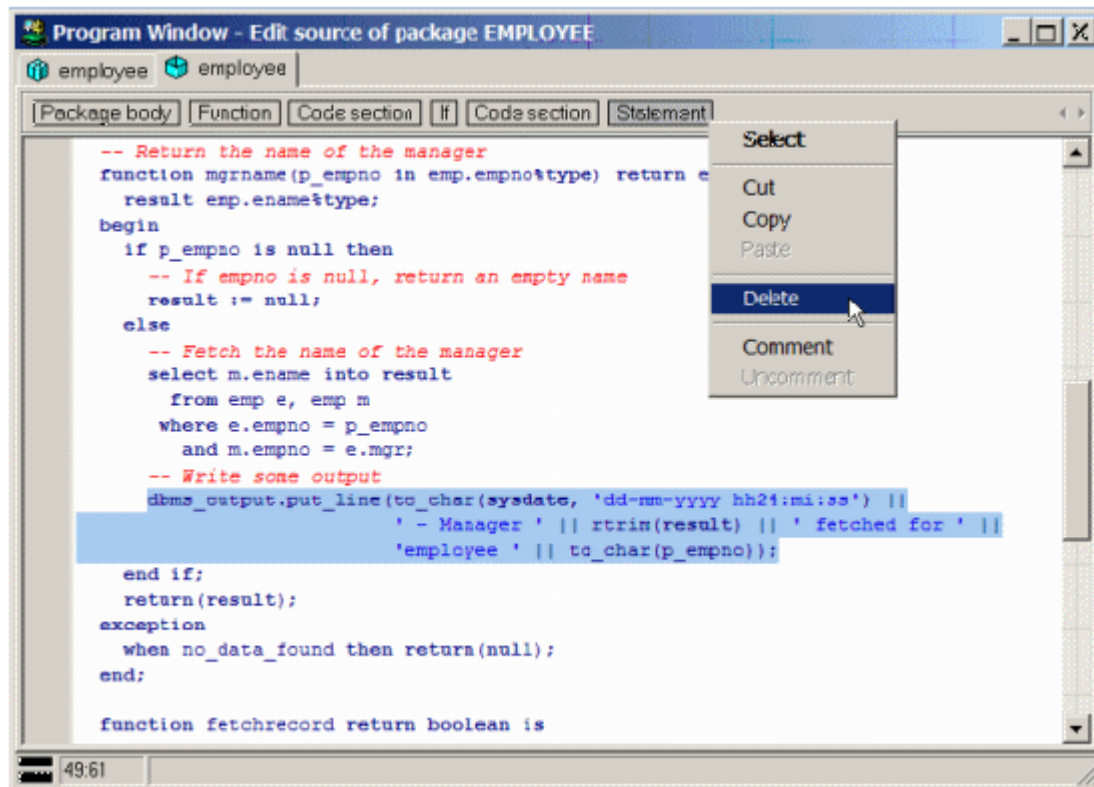 Program Window - Edit source of package EMPLOYEE
employee employee
Package body Function Code section If Code section Statement
Select
Cut
Copy
Paste
Delete
Comment
Uncomment
-- Return the name of the manager
function mgrname(p_empno in emp.empno%type) return e
result emp.ename%type;
begin
if p_empno is null then
-- If empno is null, return an empty name
result := null;
else
-- Fetch the name of the manager
select m.ename into result
from emp e, emp m
where e.empno = p_empno
and m.empno = e.mgr;
-- Write some output
dbms_output.put_line(to_char(sysdate, 'dd-mm-yyyy hh24:mi:ss') ||
' - Manager ' || rtrim(result) || ' fetched for ' ||
'employee ' || to_char(p_empno));
end if;
return(result);
exception
when no_data_found then return(null);
end;
function fetchrecord return boolean is
49:61